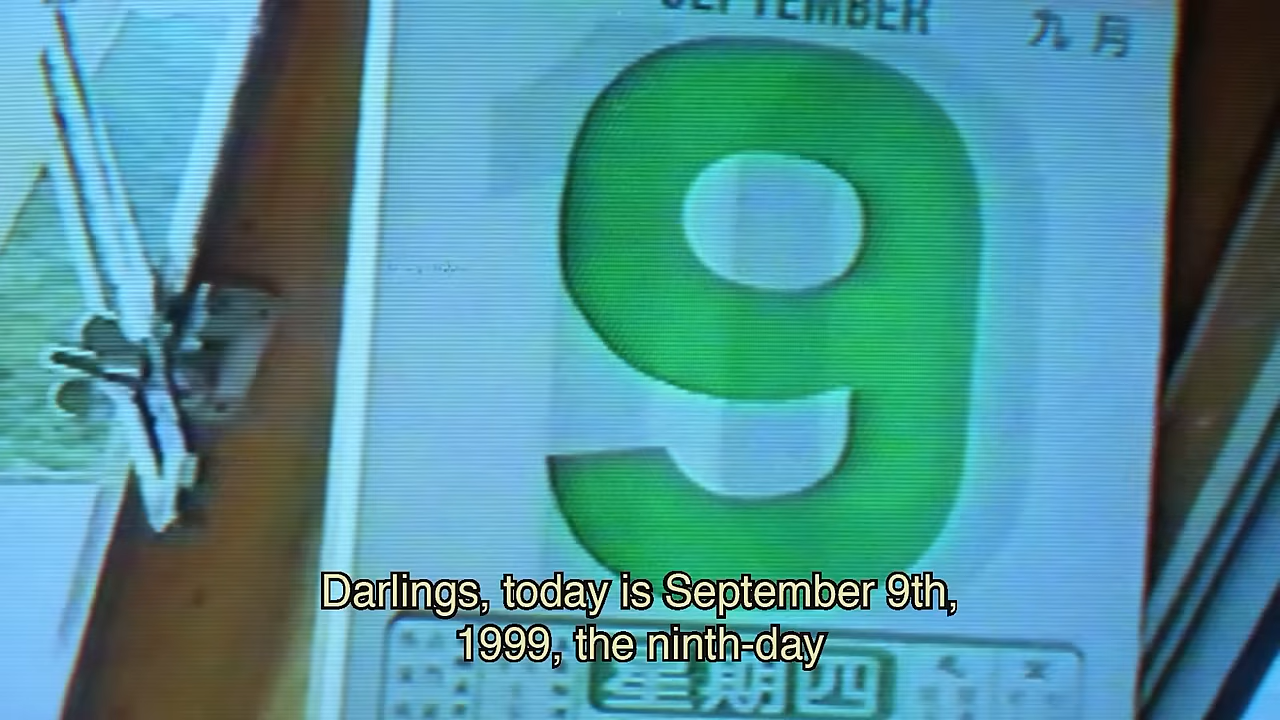 SEPTEMBER
九月
9
Darlings, today is September 9th,
1999, the ninth-day
星期四